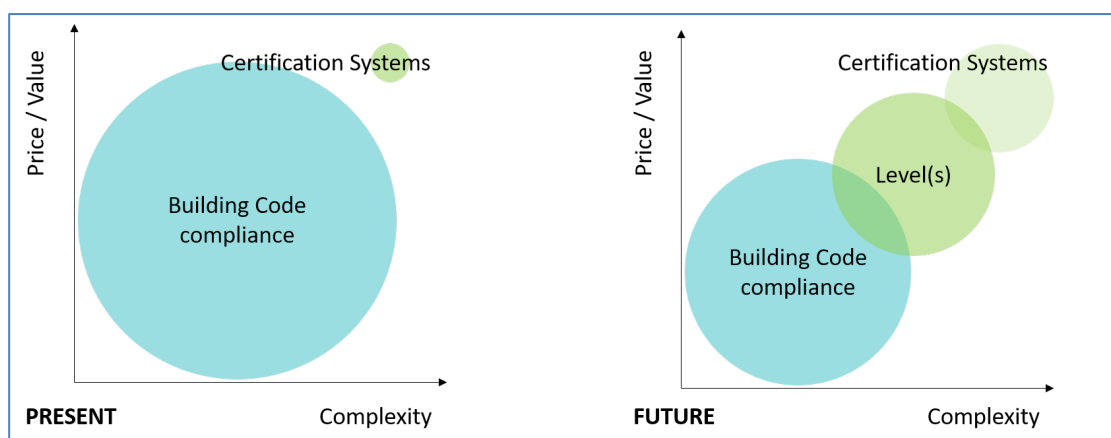 Price / Value
Certification Systems
Building Code
compliance
PRESENT
Complexity
Price / Value
Certification Systems
Level(s)
Building Code
compliance
FUTURE
Complexity